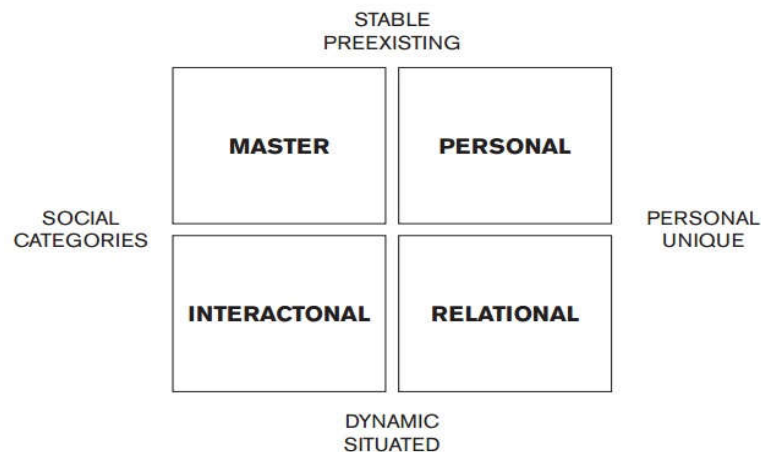 STABLE
PREEXISTING
MASTER
PERSONAL
SOCIAL
CATEGORIES
PERSONAL
UNIQUE
INTERACTONAL
RELATIONAL
DYNAMIC
SITUATED